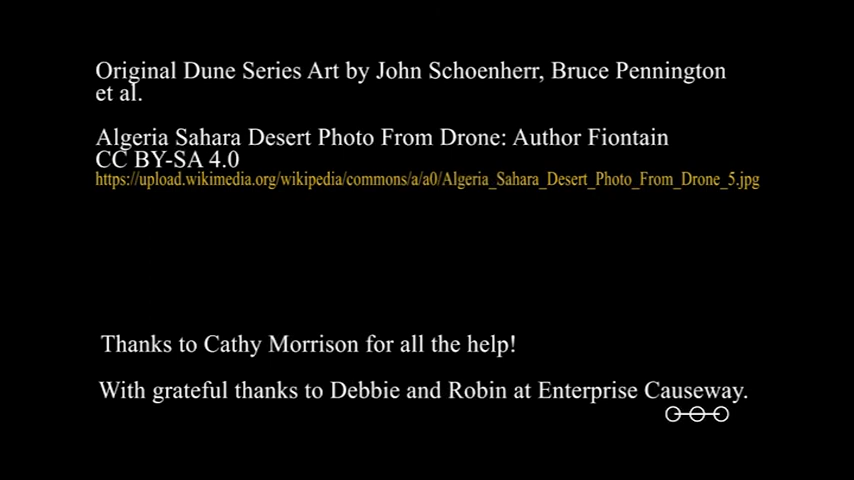 Original Dune Series Art by John Schoenherr, Bruce Pennington
et al.
Algeria Sahara Desert Photo From Drone: Author Fiontain
CC BY-SA 4.0
https://upload.wikimedia.org/wikipedia/commons/a/a0/Algeria_Sahara_Desert_Photo_From_Drone_5.jpg
Thanks to Cathy Morrison for all the help!
With grateful thanks to Debbie and Robin at Enterprise Causeway.